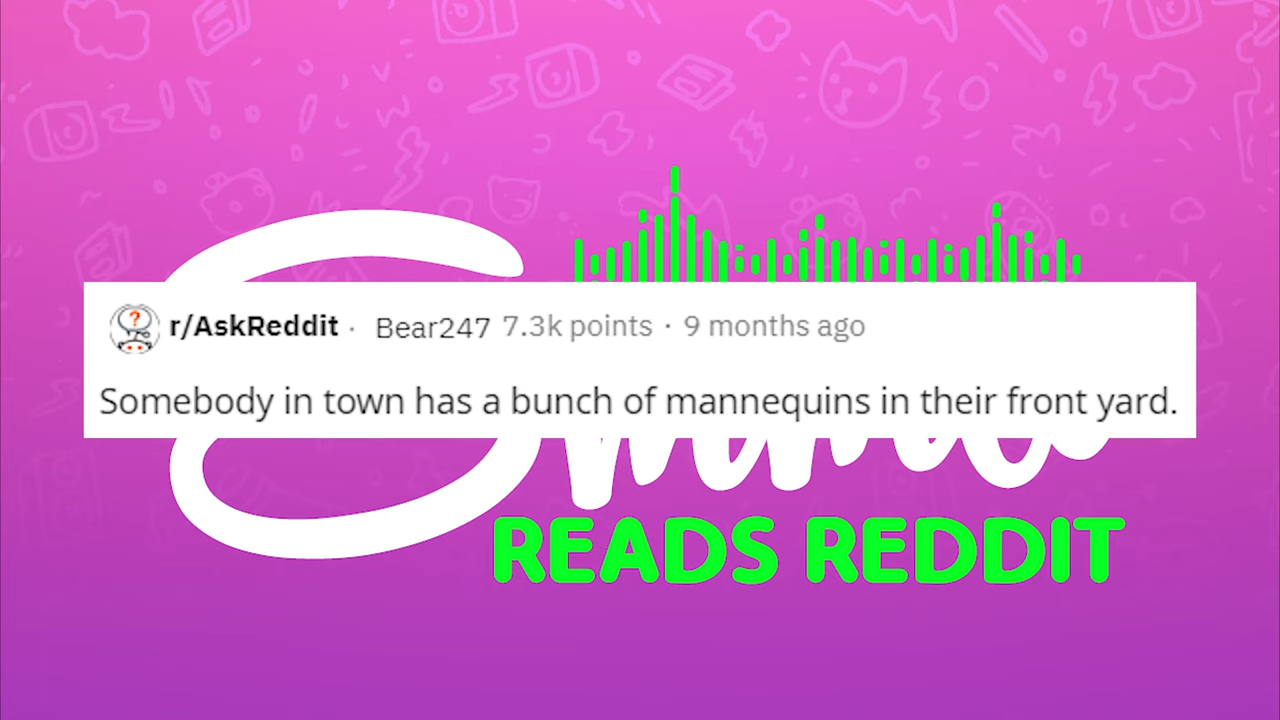 r/AskReddit · Bear247 7.3k points · 9 months ago
Somebody in town has a bunch of mannequins in their front yard.
READS REDDIT